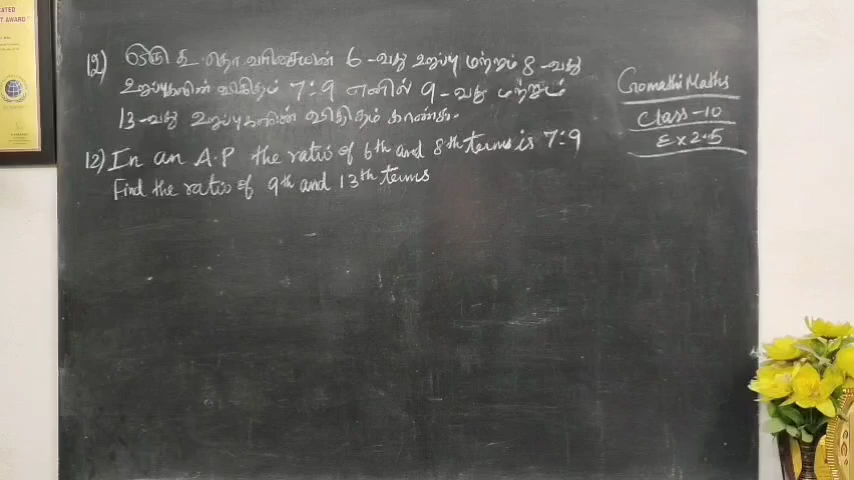 12) ஒரு கூ.தொ.வரிசையின் 6-வது உறுப்பு மற்றும் 8-வது
உறுப்புகளின் விகிதம் 7:9 எனில் 9-வது மற்றும்
13-வது உறுப்புகளின் விகிதம் காண்க.
12) In an A.P the ratio of 6th and 8th terms is 7:9
Find the ratio of 9th and 13th terms
Gomathi Maths
Class-10
Ex 2.5
T AWARD."